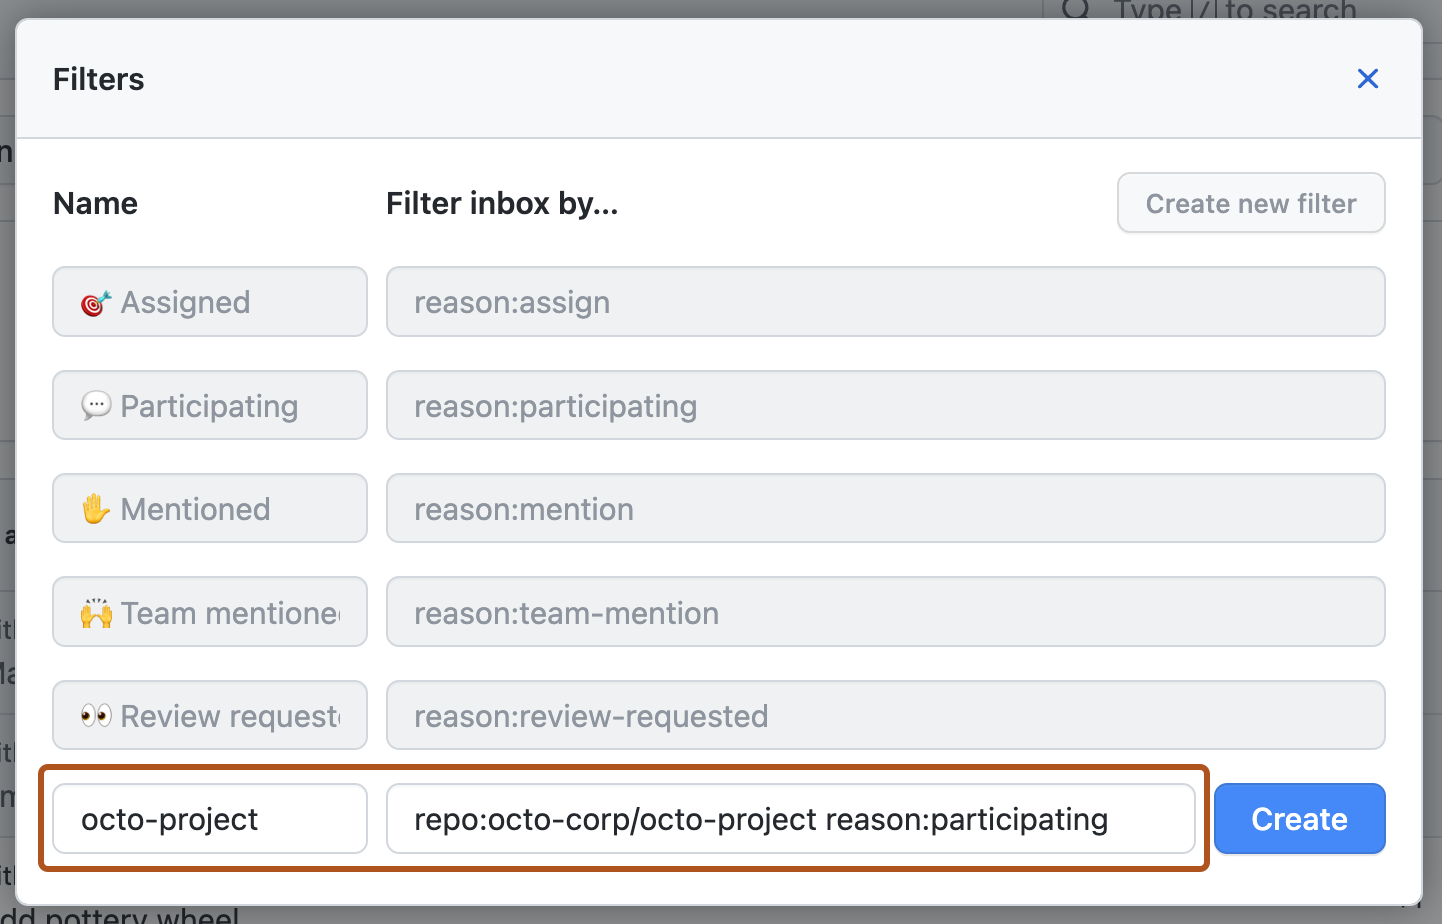 Type / to search
Filters
Name
Filter inbox by...
Create new filter
🎯 Assigned
reason:assign
💬 Participating
reason:participating
✋ Mentioned
reason:mention
🙌 Team mentione
reason:team-mention
👀 Review request
reason:review-requested
octo-project
repo:octo-corp/octo-project reason:participating
Create
dd pottery wheel